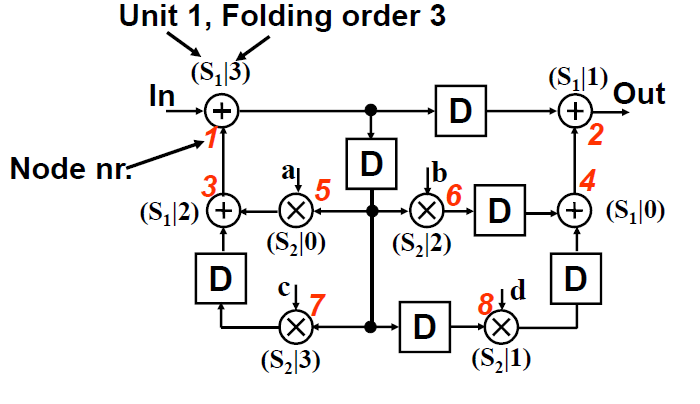 Unit 1, Folding order 3
(S₁|3)
(S₁|1)
In
Out
+
D
+
1
2
Node nr.
D
a
b
3
5
6
4
(S₁|2)
+
×
×
D
+
(S₁|0)
(S₂|0)
(S₂|2)
D
D
c
7
8
d
×
D
×
(S₂|3)
(S₂|1)